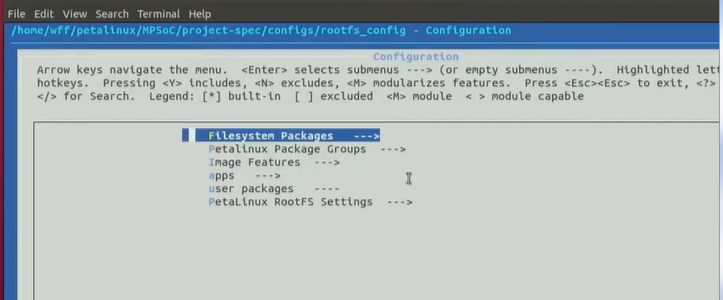 File Edit View Search Terminal Help
/home/wff/petalinux/MPSoC/project-spec/configs/rootfs_config - Configuration
Configuration
Arrow keys navigate the menu. <Enter> selects submenus ---> (or empty submenus ----). Highlighted lett
hotkeys. Pressing <Y> includes, <N> excludes, <M> modularizes features. Press <Esc><Esc> to exit, <?>
</> for Search. Legend: [*] built-in [ ] excluded <M> module < > module capable
Filesystem Packages --->
Petalinux Package Groups --->
Image Features --->
apps --->
user packages ----
PetaLinux RootFS Settings --->